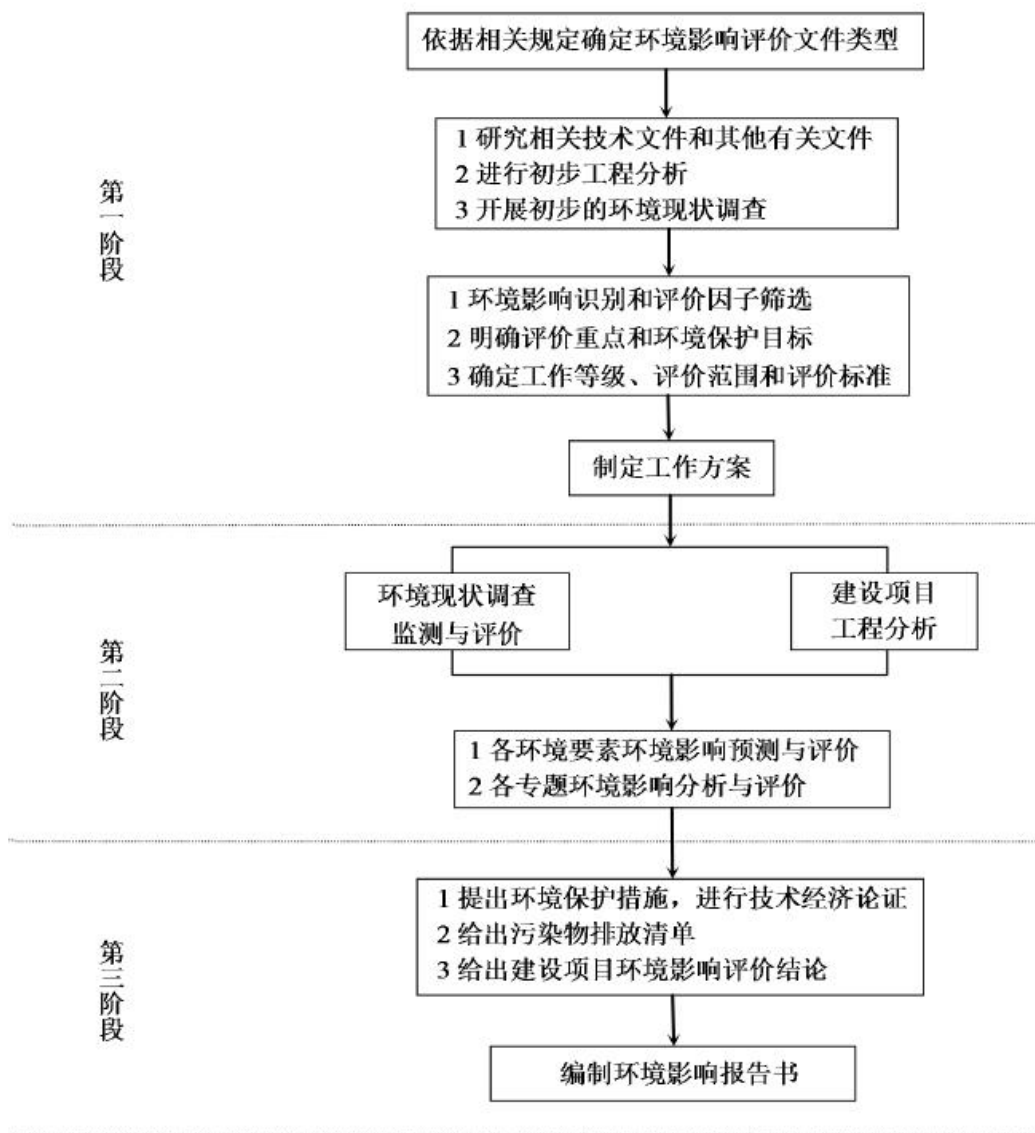 依据相关规定确定环境影响评价文件类型
1 研究相关技术文件和其他有关文件
2 进行初步工程分析
3 开展初步的环境现状调查
第一阶段
1 环境影响识别和评价因子筛选
2 明确评价重点和环境保护目标
3 确定工作等级、评价范围和评价标准
制定工作方案
环境现状调查
监测与评价
建设项目
工程分析
第二阶段
1 各环境要素环境影响预测与评价
2 各专题环境影响分析与评价
1 提出环境保护措施，进行技术经济论证
2 给出污染物排放清单
3 给出建设项目环境影响评价结论
第三阶段
编制环境影响报告书